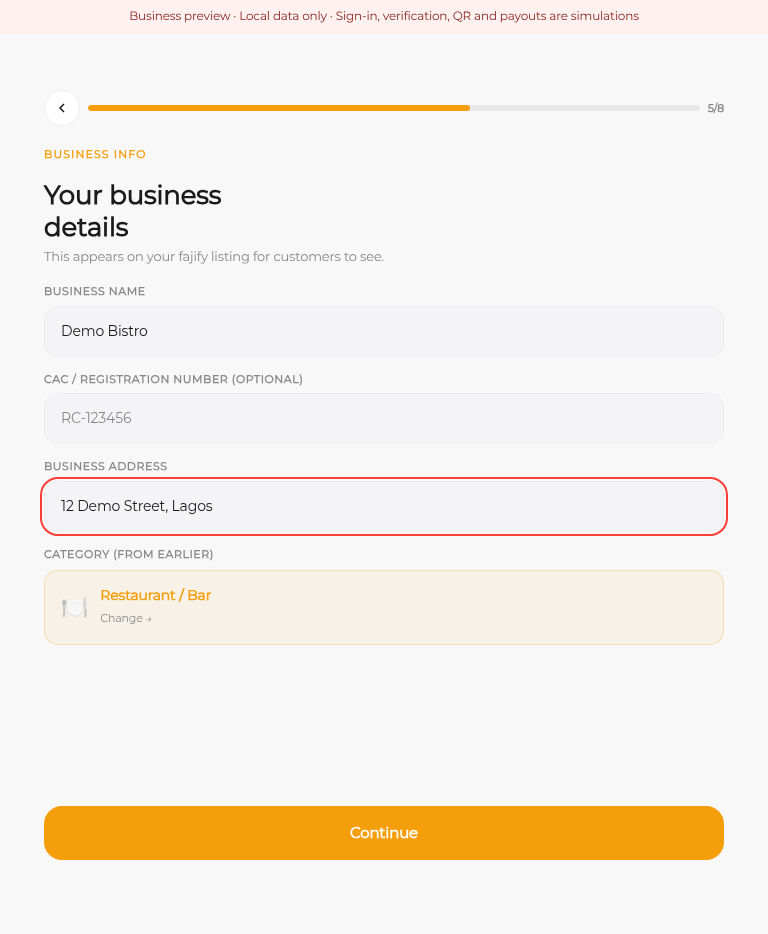 Business preview · Local data only · Sign-in, verification, QR and payouts are simulations
5/8
BUSINESS INFO
Your business
details
This appears on your fajify listing for customers to see.
BUSINESS NAME
Demo Bistro
CAC / REGISTRATION NUMBER (OPTIONAL)
RC-123456
BUSINESS ADDRESS
12 Demo Street, Lagos
CATEGORY (FROM EARLIER)
Restaurant / Bar
Change →
Continue